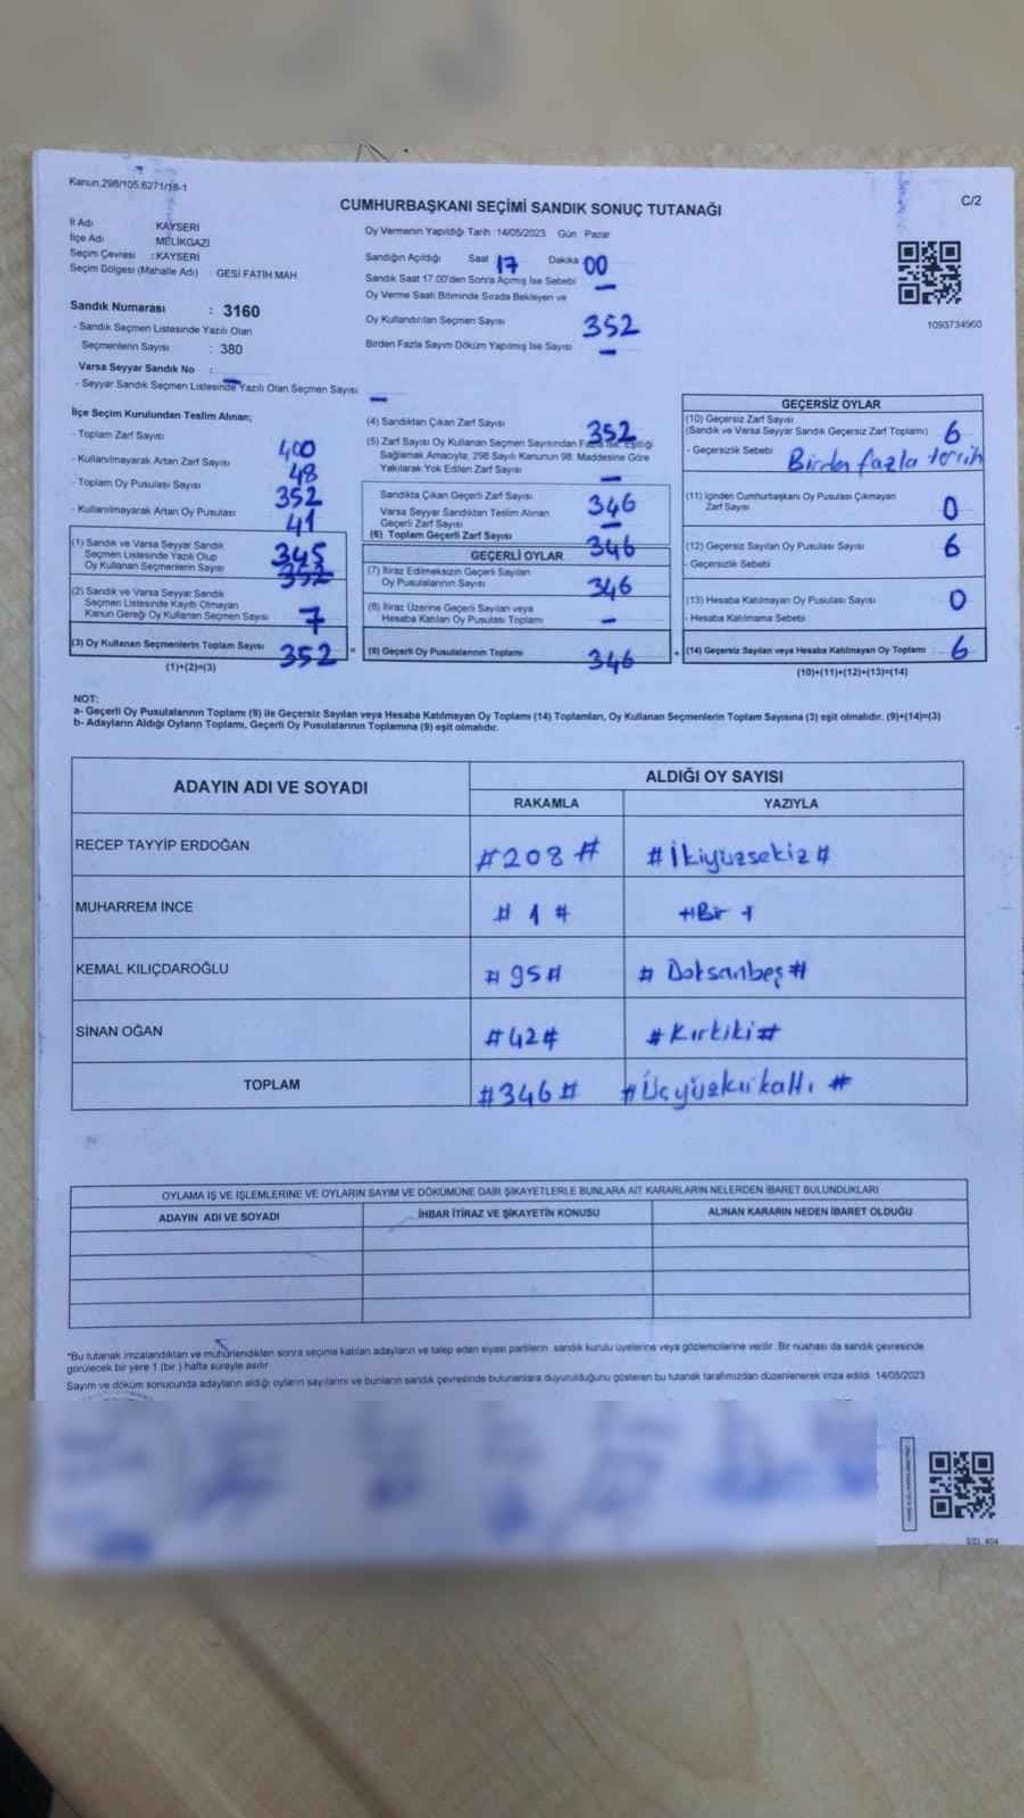 Kanun:298/105.6271/18-1
C/2
CUMHURBAŞKANI SEÇİMİ SANDIK SONUÇ TUTANAĞI
İl Adı KAYSERİ
İlçe Adı MELİKGAZİ
Seçim Çevresi :KAYSERİ
Seçim Bölgesi (Mahalle Adı) GESİ FATİH MAH
Sandık Numarası : 3160
- Sandık Seçmen Listesinde Yazılı Olan
Seçmenlerin Sayısı : 380
Varsa Seyyar Sandık No :
- Seyyar Sandık Seçmen Listesinde Yazılı Olan Seçmen Sayısı –
Oy Vermenin Yapıldığı Tarih :14/05/2023 Gün Pazar
Sandığın Açıldığı Saat 17 Dakika 00
Sandık Saat 17.00'den Sonra Açılmış İse Sebebi –
Oy Verme Saati Bitiminde Sırada Bekleyen ve
Oy Kullandırılan Seçmen Sayısı 352
Birden Fazla Sayım Döküm Yapılmış İse Sayısı –
1093734960
İlçe Seçim Kurulundan Teslim Alınan;
- Toplam Zarf Sayısı 400
- Kullanılmayarak Artan Zarf Sayısı 48
- Toplam Oy Pusulası Sayısı 352
- Kullanılmayarak Artan Oy Pusulası 41
(1) Sandık ve Varsa Seyyar Sandık
Seçmen Listesinde Yazılı Olup
Oy Kullanan Seçmenlerin Sayısı 345
(2) Sandık ve Varsa Seyyar Sandık
Seçmen Listesinde Kayıtlı Olmayan
Kanun Gereği Oy Kullanan Seçmen Sayısı 7
(3) Oy Kullanan Seçmenlerin Toplam Sayısı 352
(1)+(2)=(3)
(4) Sandıktan Çıkan Zarf Sayısı 352
(5) Zarf Sayısı Oy Kullanan Seçmen Sayısından Eşitliği
Sağlamak Amacıyla, 298 Sayılı Kanunun 98. Maddesine Göre
Yakılarak Yok Edilen Zarf Sayısı –
Sandıkta Çıkan Geçerli Zarf Sayısı 346
Varsa Seyyar Sandıktan Teslim Alınan
Geçerli Zarf Sayısı –
(6) Toplam Geçerli Zarf Sayısı 346
GEÇERLİ OYLAR
(7) İtiraz Edilmeksizin Geçerli Sayılan
Oy Pusulalarının Sayısı 346
(8) İtiraz Üzerine Geçerli Sayılan veya
Hesaba Katılan Oy Pusulası Toplamı –
= (9) Geçerli Oy Pusulalarının Toplamı 346
GEÇERSİZ OYLAR
(10) Geçersiz Zarf Sayısı
(Sandık ve Varsa Seyyar Sandık Geçersiz Zarf Toplamı) 6
- Geçersizlik Sebebi Birden fazla tercih
(11) İçinden Cumhurbaşkanı Oy Pusulası Çıkmayan
Zarf Sayısı 0
(12) Geçersiz Sayılan Oy Pusulası Sayısı 6
- Geçersizlik Sebebi
(13) Hesaba Katılmayan Oy Pusulası Sayısı 0
- Hesaba Katılmama Sebebi
+ (14) Geçersiz Sayılan veya Hesaba Katılmayan Oy Toplamı 6
(10)+(11)+(12)+(13)=(14)
NOT:
a- Geçerli Oy Pusulalarının Toplamı (9) ile Geçersiz Sayılan veya Hesaba Katılmayan Oy Toplamı (14) Toplamları, Oy Kullanan Seçmenlerin Toplam Sayısına (3) eşit olmalıdır. (9)+(14)=(3)
b- Adayların Aldığı Oyların Toplamı, Geçerli Oy Pusulalarının Toplamına (9) eşit olmalıdır.
ADAYIN ADI VE SOYADI ALDIĞI OY SAYISI
RAKAMLA YAZIYLA
RECEP TAYYİP ERDOĞAN #208# #İkiyüzsekiz#
MUHARREM İNCE #1# #Bir #
KEMAL KILIÇDAROĞLU #95# # Doksanbeş#
SİNAN OĞAN #42# #Kırkiki#
TOPLAM #346# #Üçyüzkırkaltı #
OYLAMA İŞ VE İŞLEMLERİNE VE OYLARIN SAYIM VE DÖKÜMÜNE DAİR ŞİKAYETLERLE BUNLARA AİT KARARLARIN NELERDEN İBARET BULUNDUKLARI
ADAYIN ADI VE SOYADI İHBAR İTİRAZ VE ŞİKAYETİN KONUSU ALINAN KARARIN NEDEN İBARET OLDUĞU
"Bu tutanak imzalandıktan ve mühürlendikten sonra seçime katılan adayların ve talep eden siyasi partilerin sandık kurulu üyelerine veya gözlemcilerine verilir. Bir nüshası da sandık çevresinde
görülecek bir yere 1 (bir ) hafta süreyle asılır
Sayım ve döküm sonucunda adayların aldığı oyların sayılarını ve bunların sandık çevresinde bulunanlara duyurulduğunu gösteren bu tutanak tarafımızdan düzenlenerek imza edildi. 14/05/2023